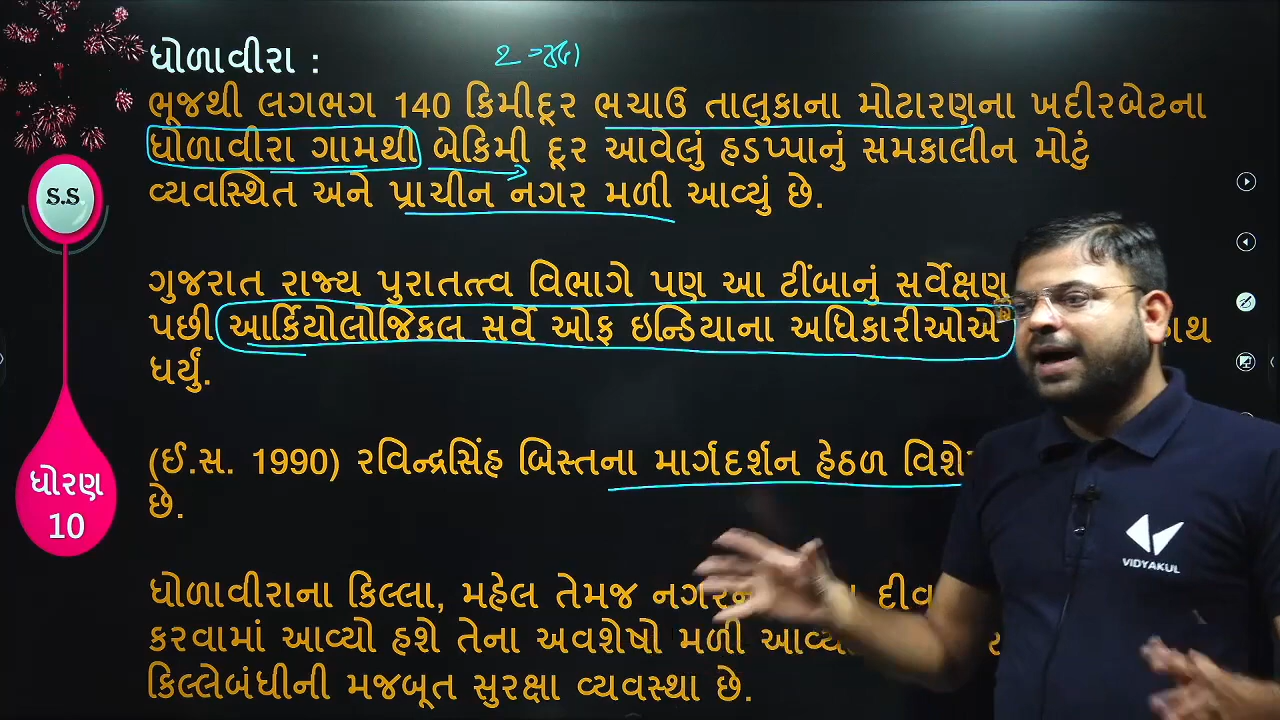 ધોળાવીરા :
ભૂજથી લગભગ 140 કિમીદૂર ભચાઉ તાલુકાના મોટારણના ખદીરબેટના
ધોળાવીરા ગામથી બેકિમી દૂર આવેલું હડપ્પાનું સમકાલીન મોટું
વ્યવસ્થિત અને પ્રાચીન નગર મળી આવ્યું છે.
S.S
ગુજરાત રાજ્ય પુરાતત્ત્વ વિભાગે પણ આ ટીંબાનું સર્વેક્ષણ
પછી આર્કિયોલોજિકલ સર્વે ઓફ ઇન્ડિયાના અધિકારીઓએ
ધર્યું.
(ઈ.સ. 1990) રવિન્દ્રસિંહ બિસ્તના માર્ગદર્શન હેઠળ
છે.
ધોરણ
10
ધોળાવીરાના કિલ્લા, મહેલ તેમજ
કરવામાં આવ્યો હશે તેના અવશેષો મળી
કિલ્લેબંધીની મજબૂત સુરક્ષા વ્યવસ્થા છે.
VIDYAKUL